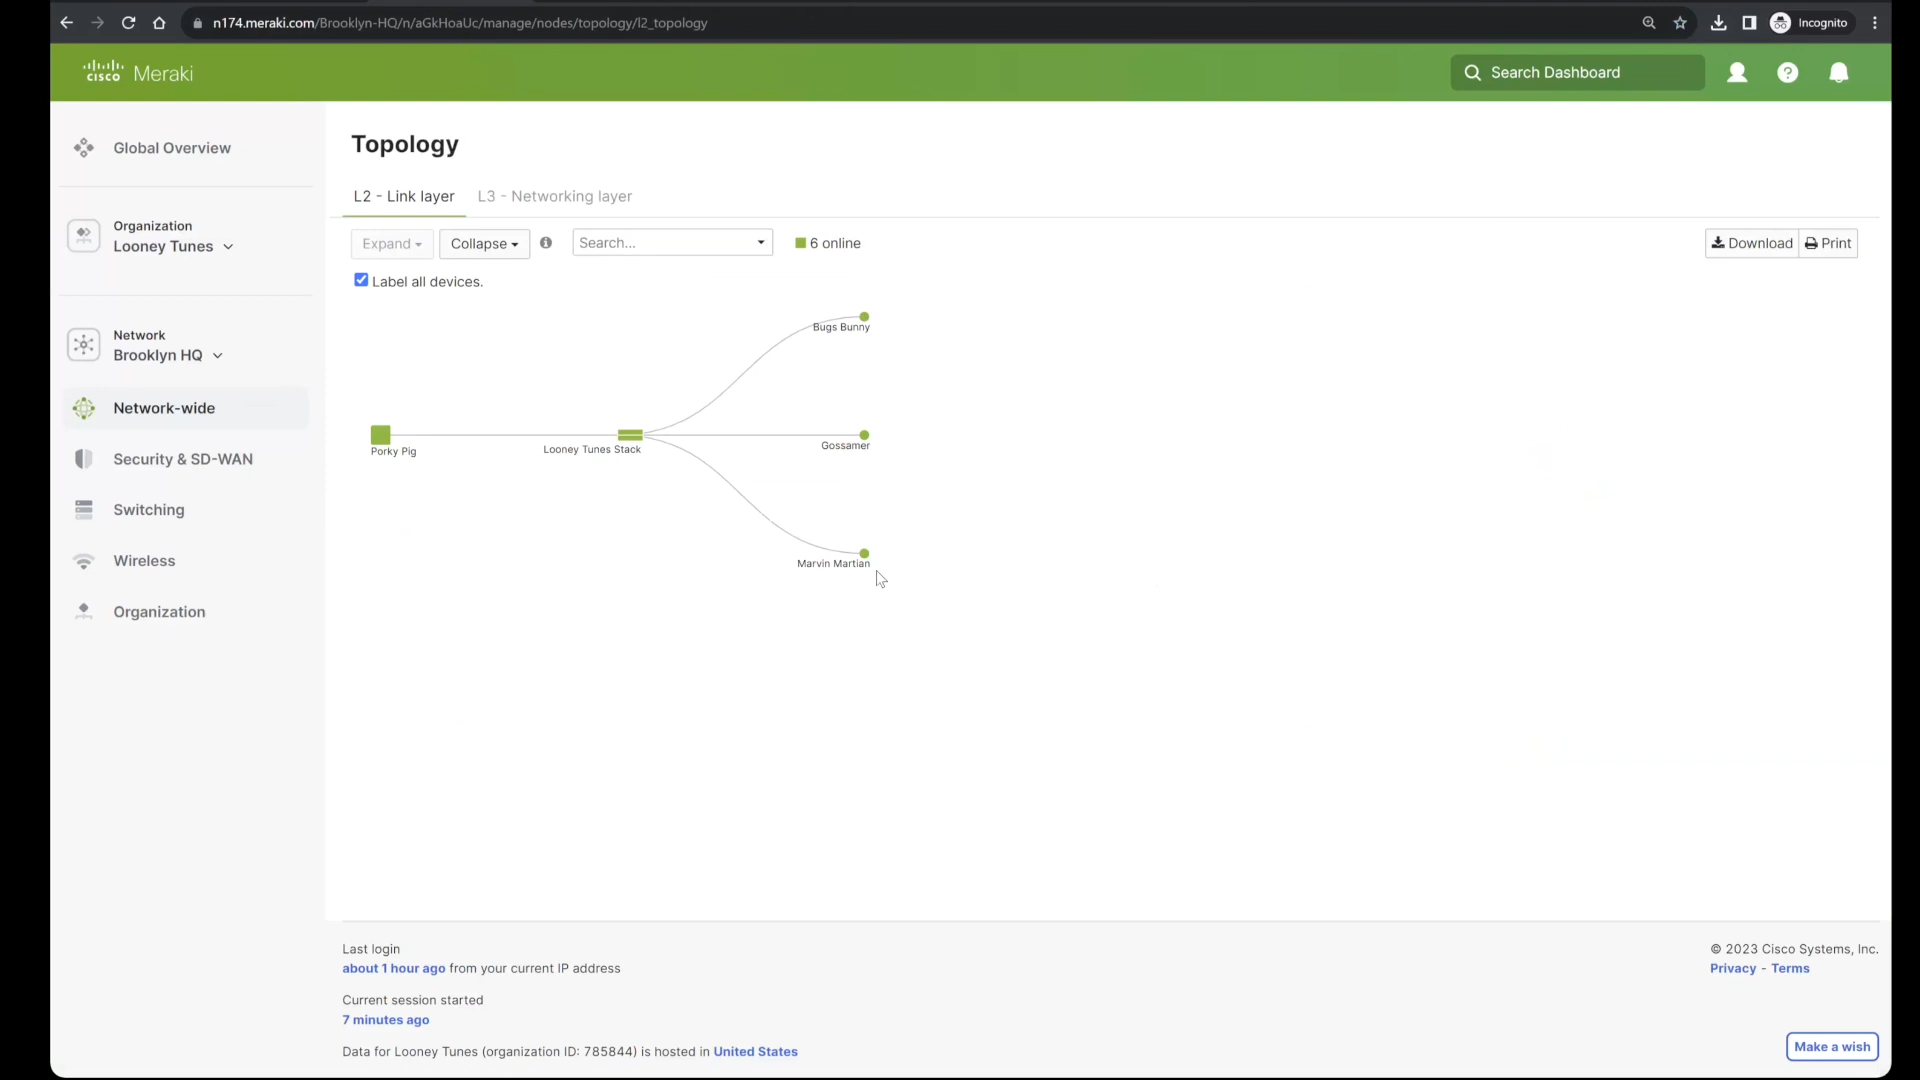 n174.meraki.com/Brooklyn-HQ/n/aGkHoaUc/manage/nodes/topology/l2_topology
Incognito
cisco Meraki
Search Dashboard
Global Overview
Organization
Looney Tunes
Network
Brooklyn HQ
Network-wide
Security & SD-WAN
Switching
Wireless
Organization
Topology
L2 - Link layer
L3 - Networking layer
Expand
Collapse
Search...
6 online
Download
Print
Label all devices.
Bugs Bunny
Porky Pig
Looney Tunes Stack
Gossamer
Marvin Martian
Last login
about 1 hour ago from your current IP address
Current session started
7 minutes ago
Data for Looney Tunes (organization ID: 785844) is hosted in United States
© 2023 Cisco Systems, Inc.
Privacy - Terms
Make a wish